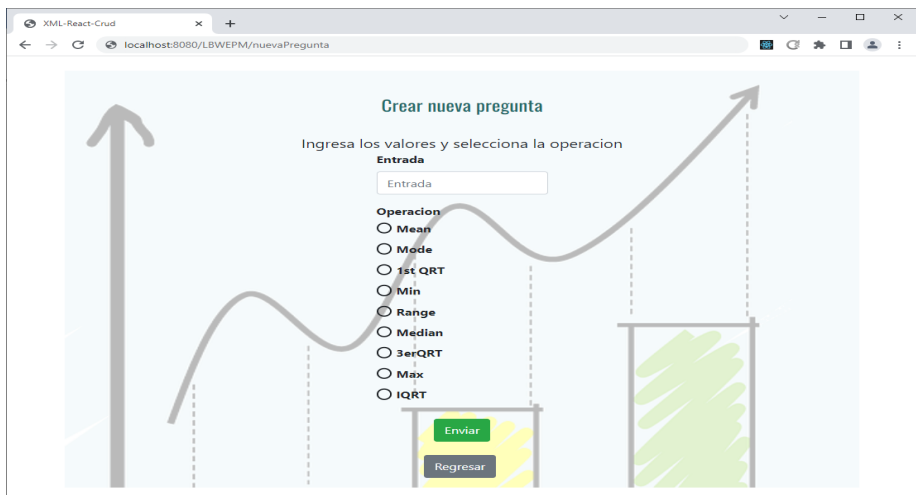 XML-React-Crud
localhost:8080/LBWEPM/nuevaPregunta
Crear nueva pregunta
Ingresa los valores y selecciona la operacion
Entrada
Entrada
Operacion
Mean
Mode
1st QRT
Min
Range
Median
3erQRT
Max
IQRT
Enviar
Regresar